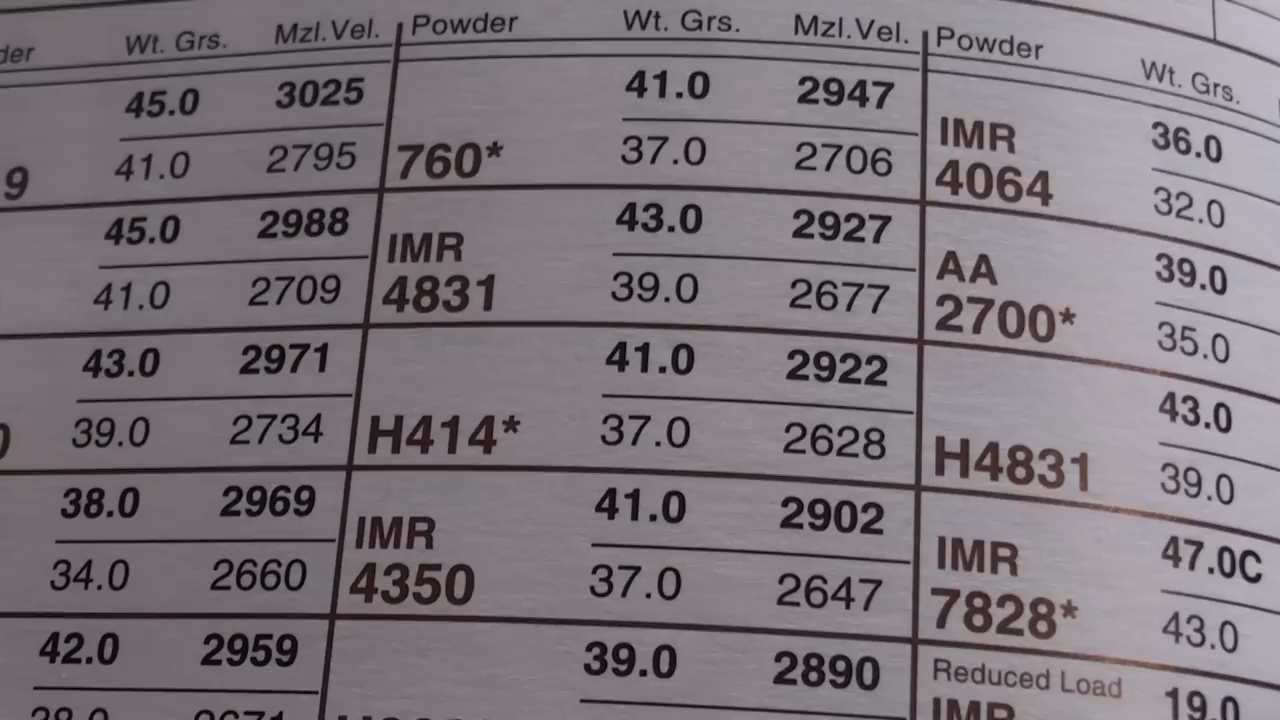 der Wt. Grs. Mzl.Vel. Powder Wt. Grs. Mzl.Vel. Powder Wt. Grs.
45.0 3025 41.0 2947 IMR 36.0
9 41.0 2795 760* 37.0 2706 4064 32.0
45.0 2988 IMR 43.0 2927 AA 39.0
41.0 2709 4831 39.0 2677 2700* 35.0
43.0 2971 41.0 2922 43.0
39.0 2734 H414* 37.0 2628 H4831 39.0
38.0 2969 IMR 41.0 2902 IMR 47.0C
34.0 2660 4350 37.0 2647 7828* 43.0
42.0 2959 39.0 2890 Reduced Load 19.0
38.0 2671 IMR